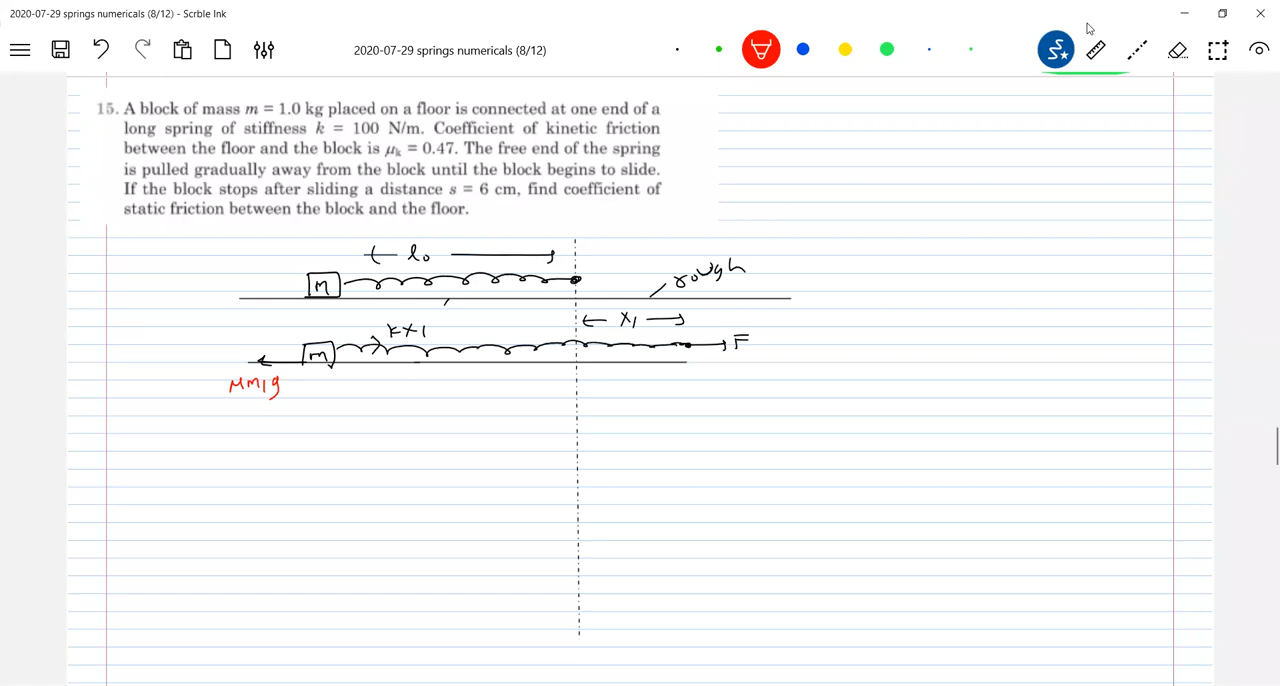 2020-07-29 springs numericals (8/12) - Scrble Ink
2020-07-29 springs numericals (8/12)
15. A block of mass m = 1.0 kg placed on a floor is connected at one end of a
long spring of stiffness k = 100 N/m. Coefficient of kinetic friction
between the floor and the block is μk = 0.47. The free end of the spring
is pulled gradually away from the block until the block begins to slide.
If the block stops after sliding a distance s = 6 cm, find coefficient of
static friction between the block and the floor.
l₀
m
rough
x₁
kx₁
F
m
μm₁g